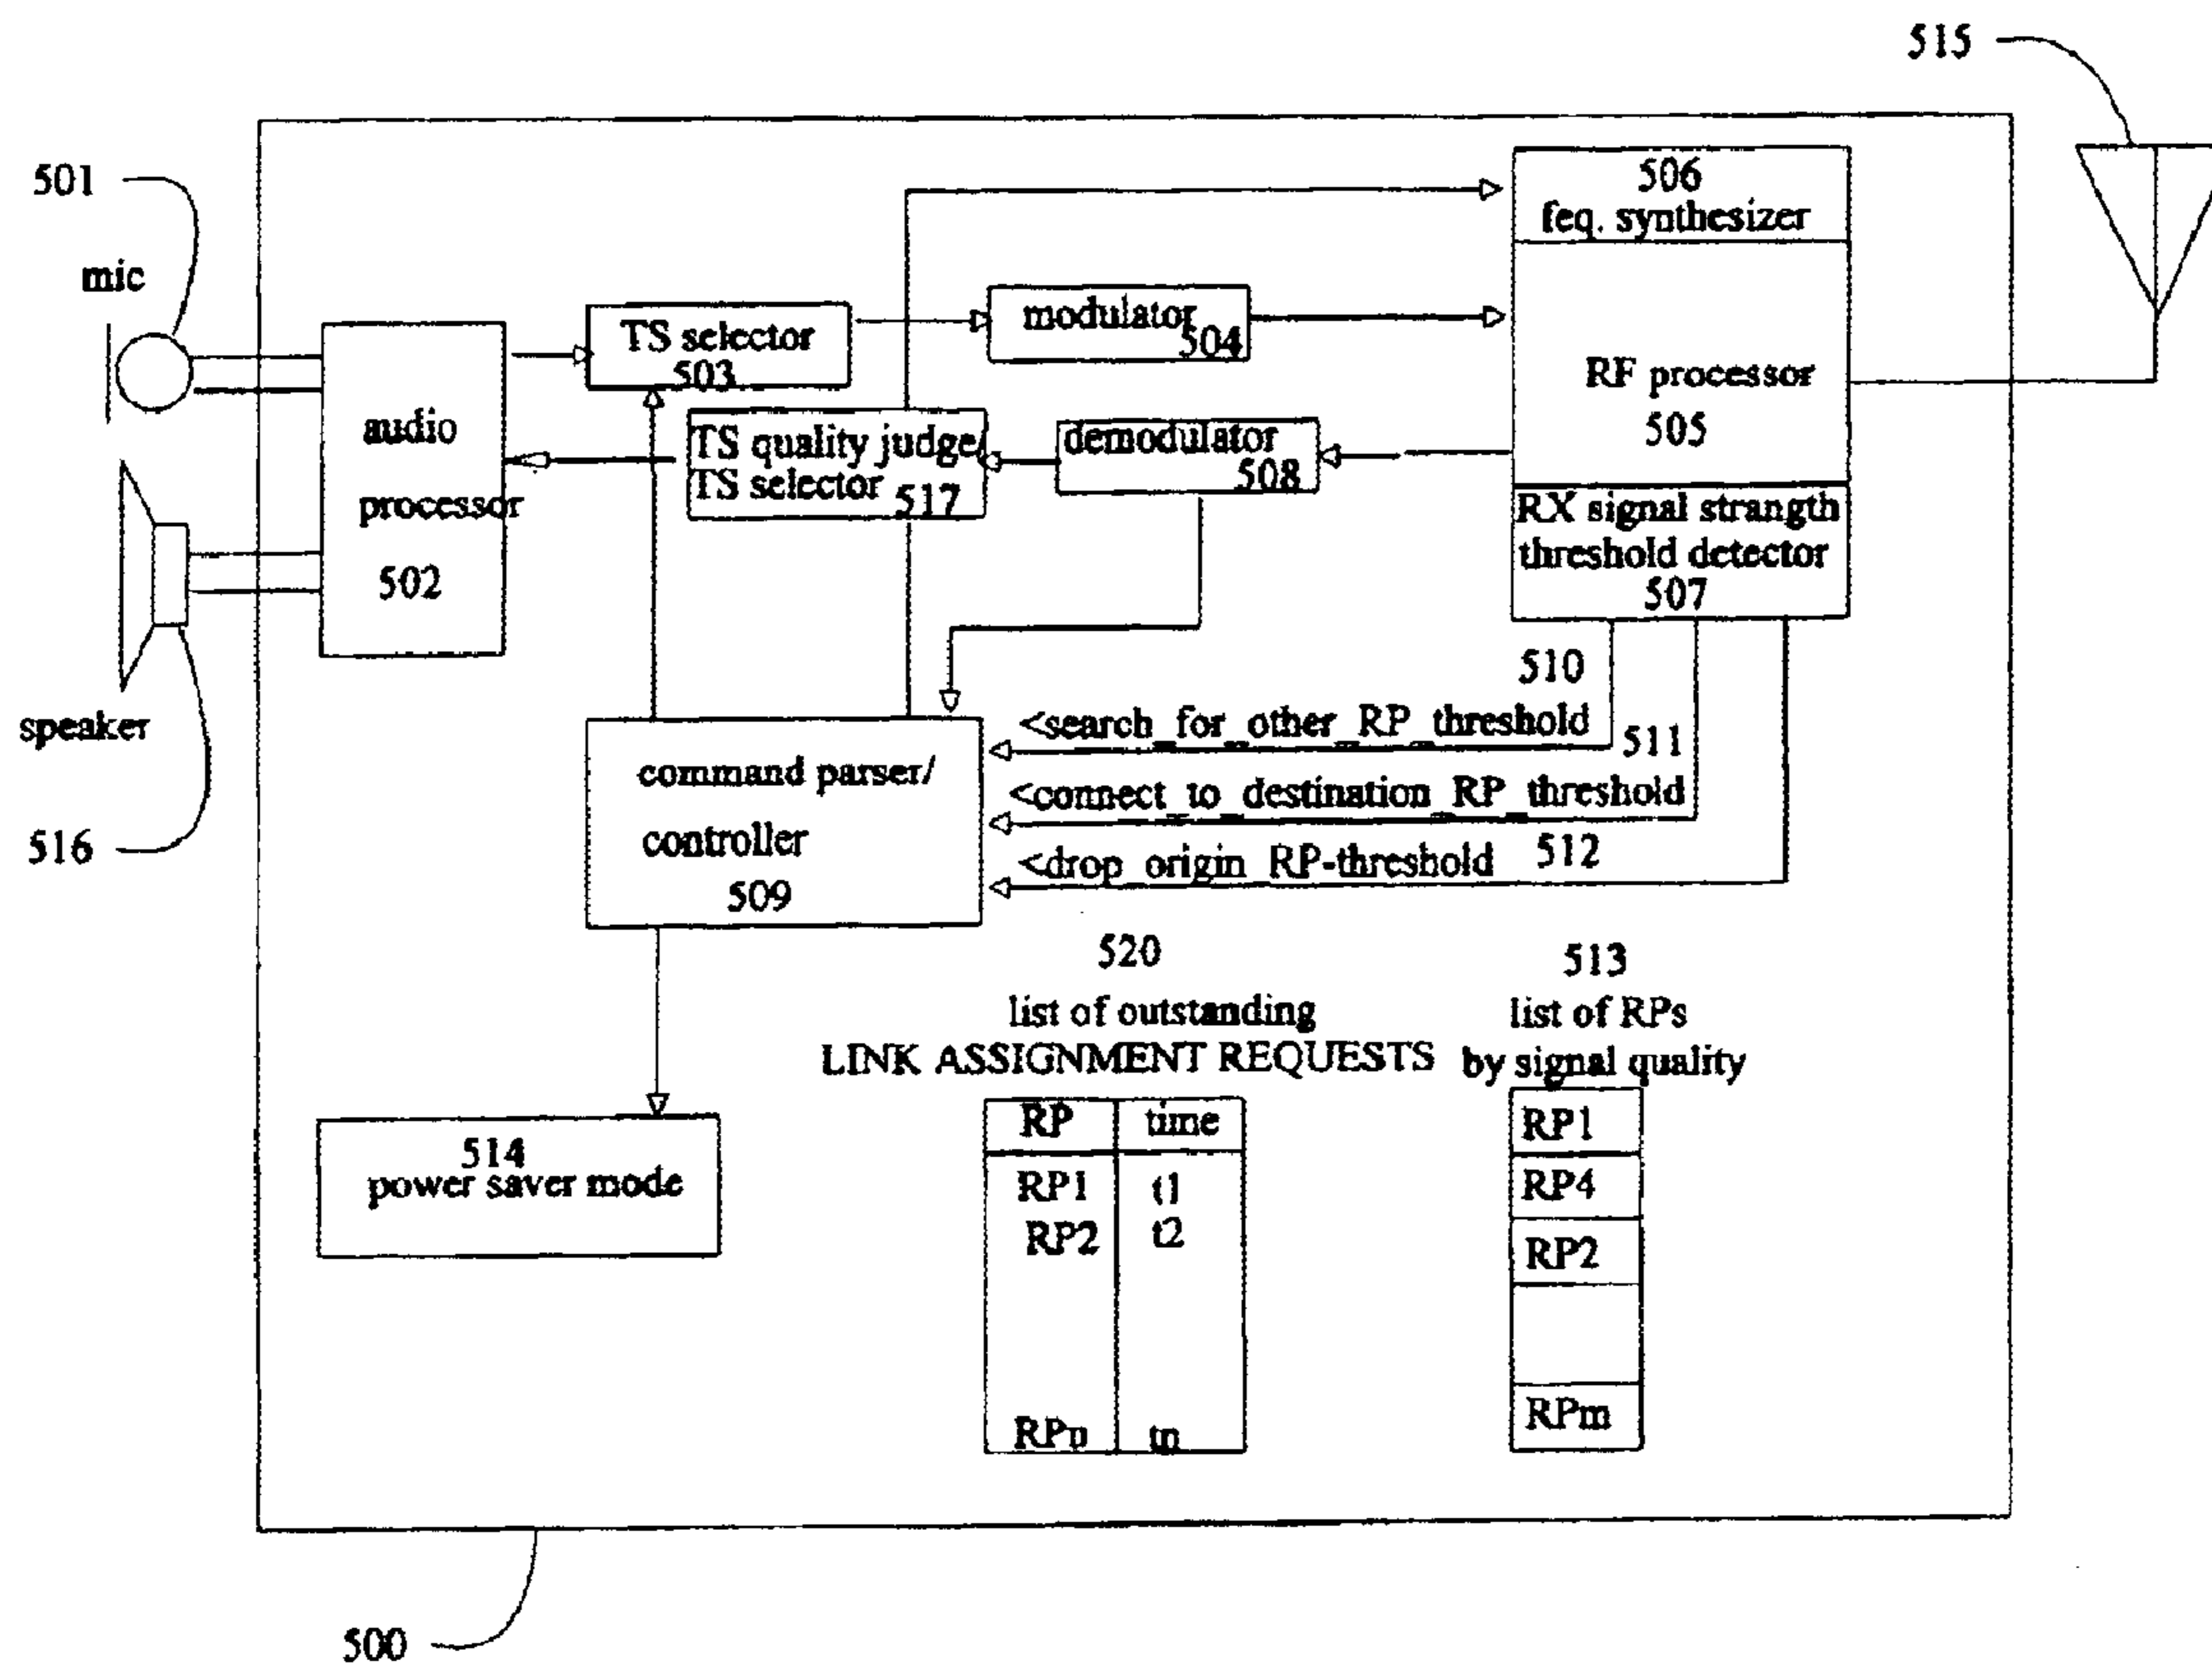 515
501
mic
506
feq. synthesizer
TS selector
503
modulator
504
RF processor
505
audio
processor
502
TS quality judge/
TS selector 517
demodulator
508
RX signal strangth
threshold detector
507
speaker
516
510
<search_for_other_RP_threshold
511
<connect_to_destination_RP_threshold
512
<drop_origin_RP-threshold
command parser/
controller
509
520
list of outstanding
LINK ASSIGNMENT REQUESTS
513
list of RPs
by signal quality
514
power saver mode
RP time
RP1 t1
RP2 t2
RPn tn
RP1
RP4
RP2
RPm
500